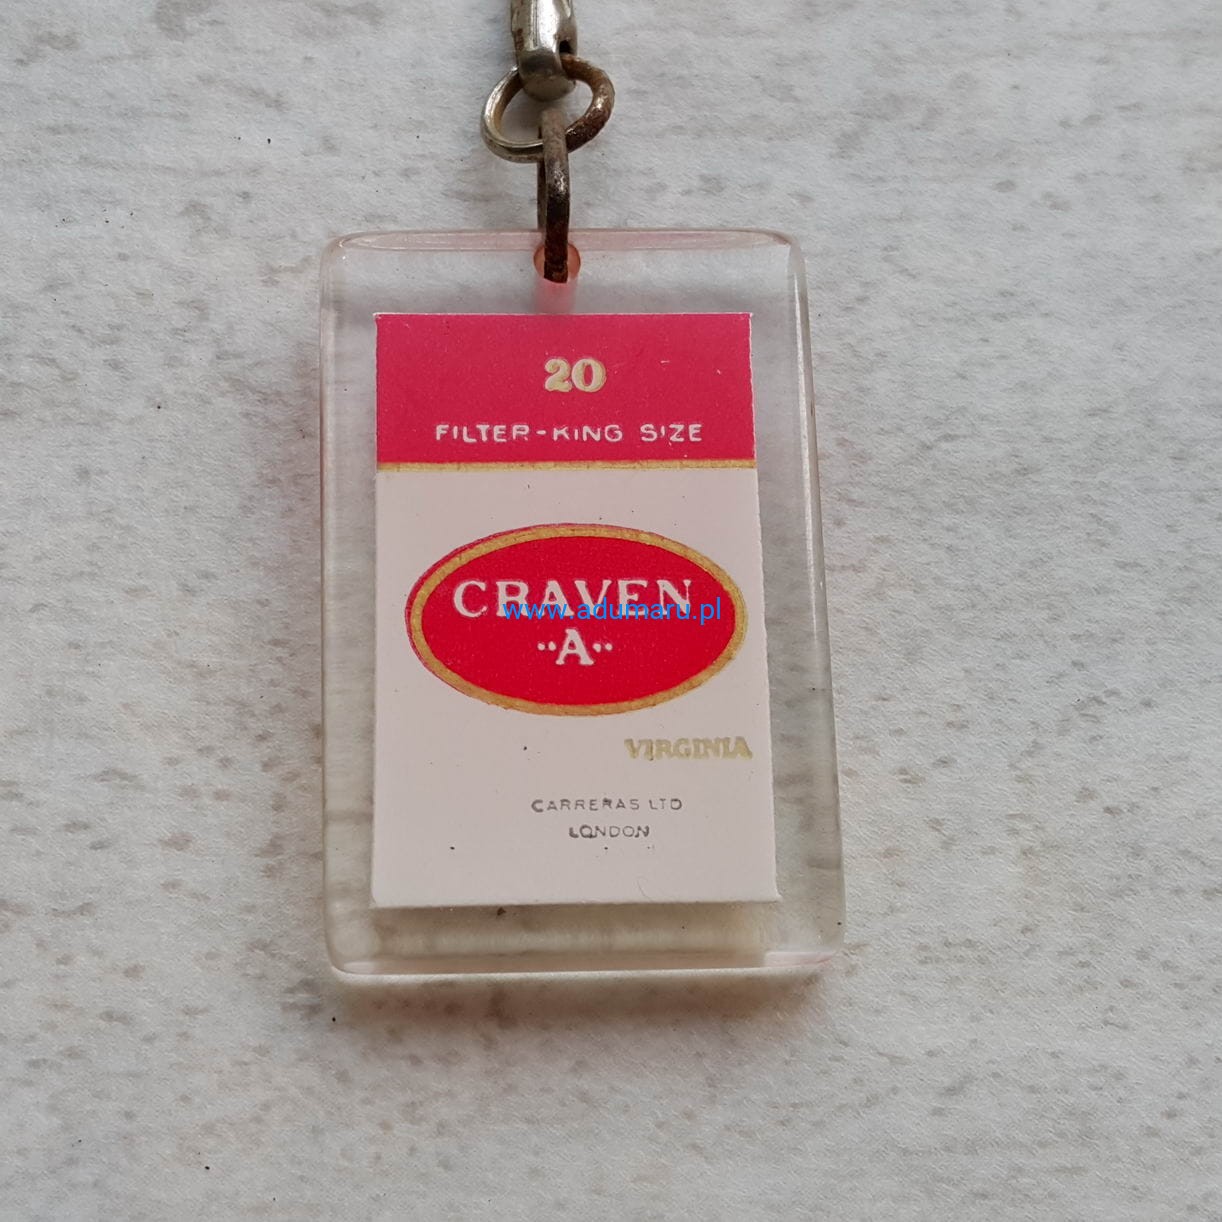 20
FILTER-KING SIZE
CRAVEN
www.adumaru.pl
"A"
VIRGINIA
CARRERAS LTD
LONDON